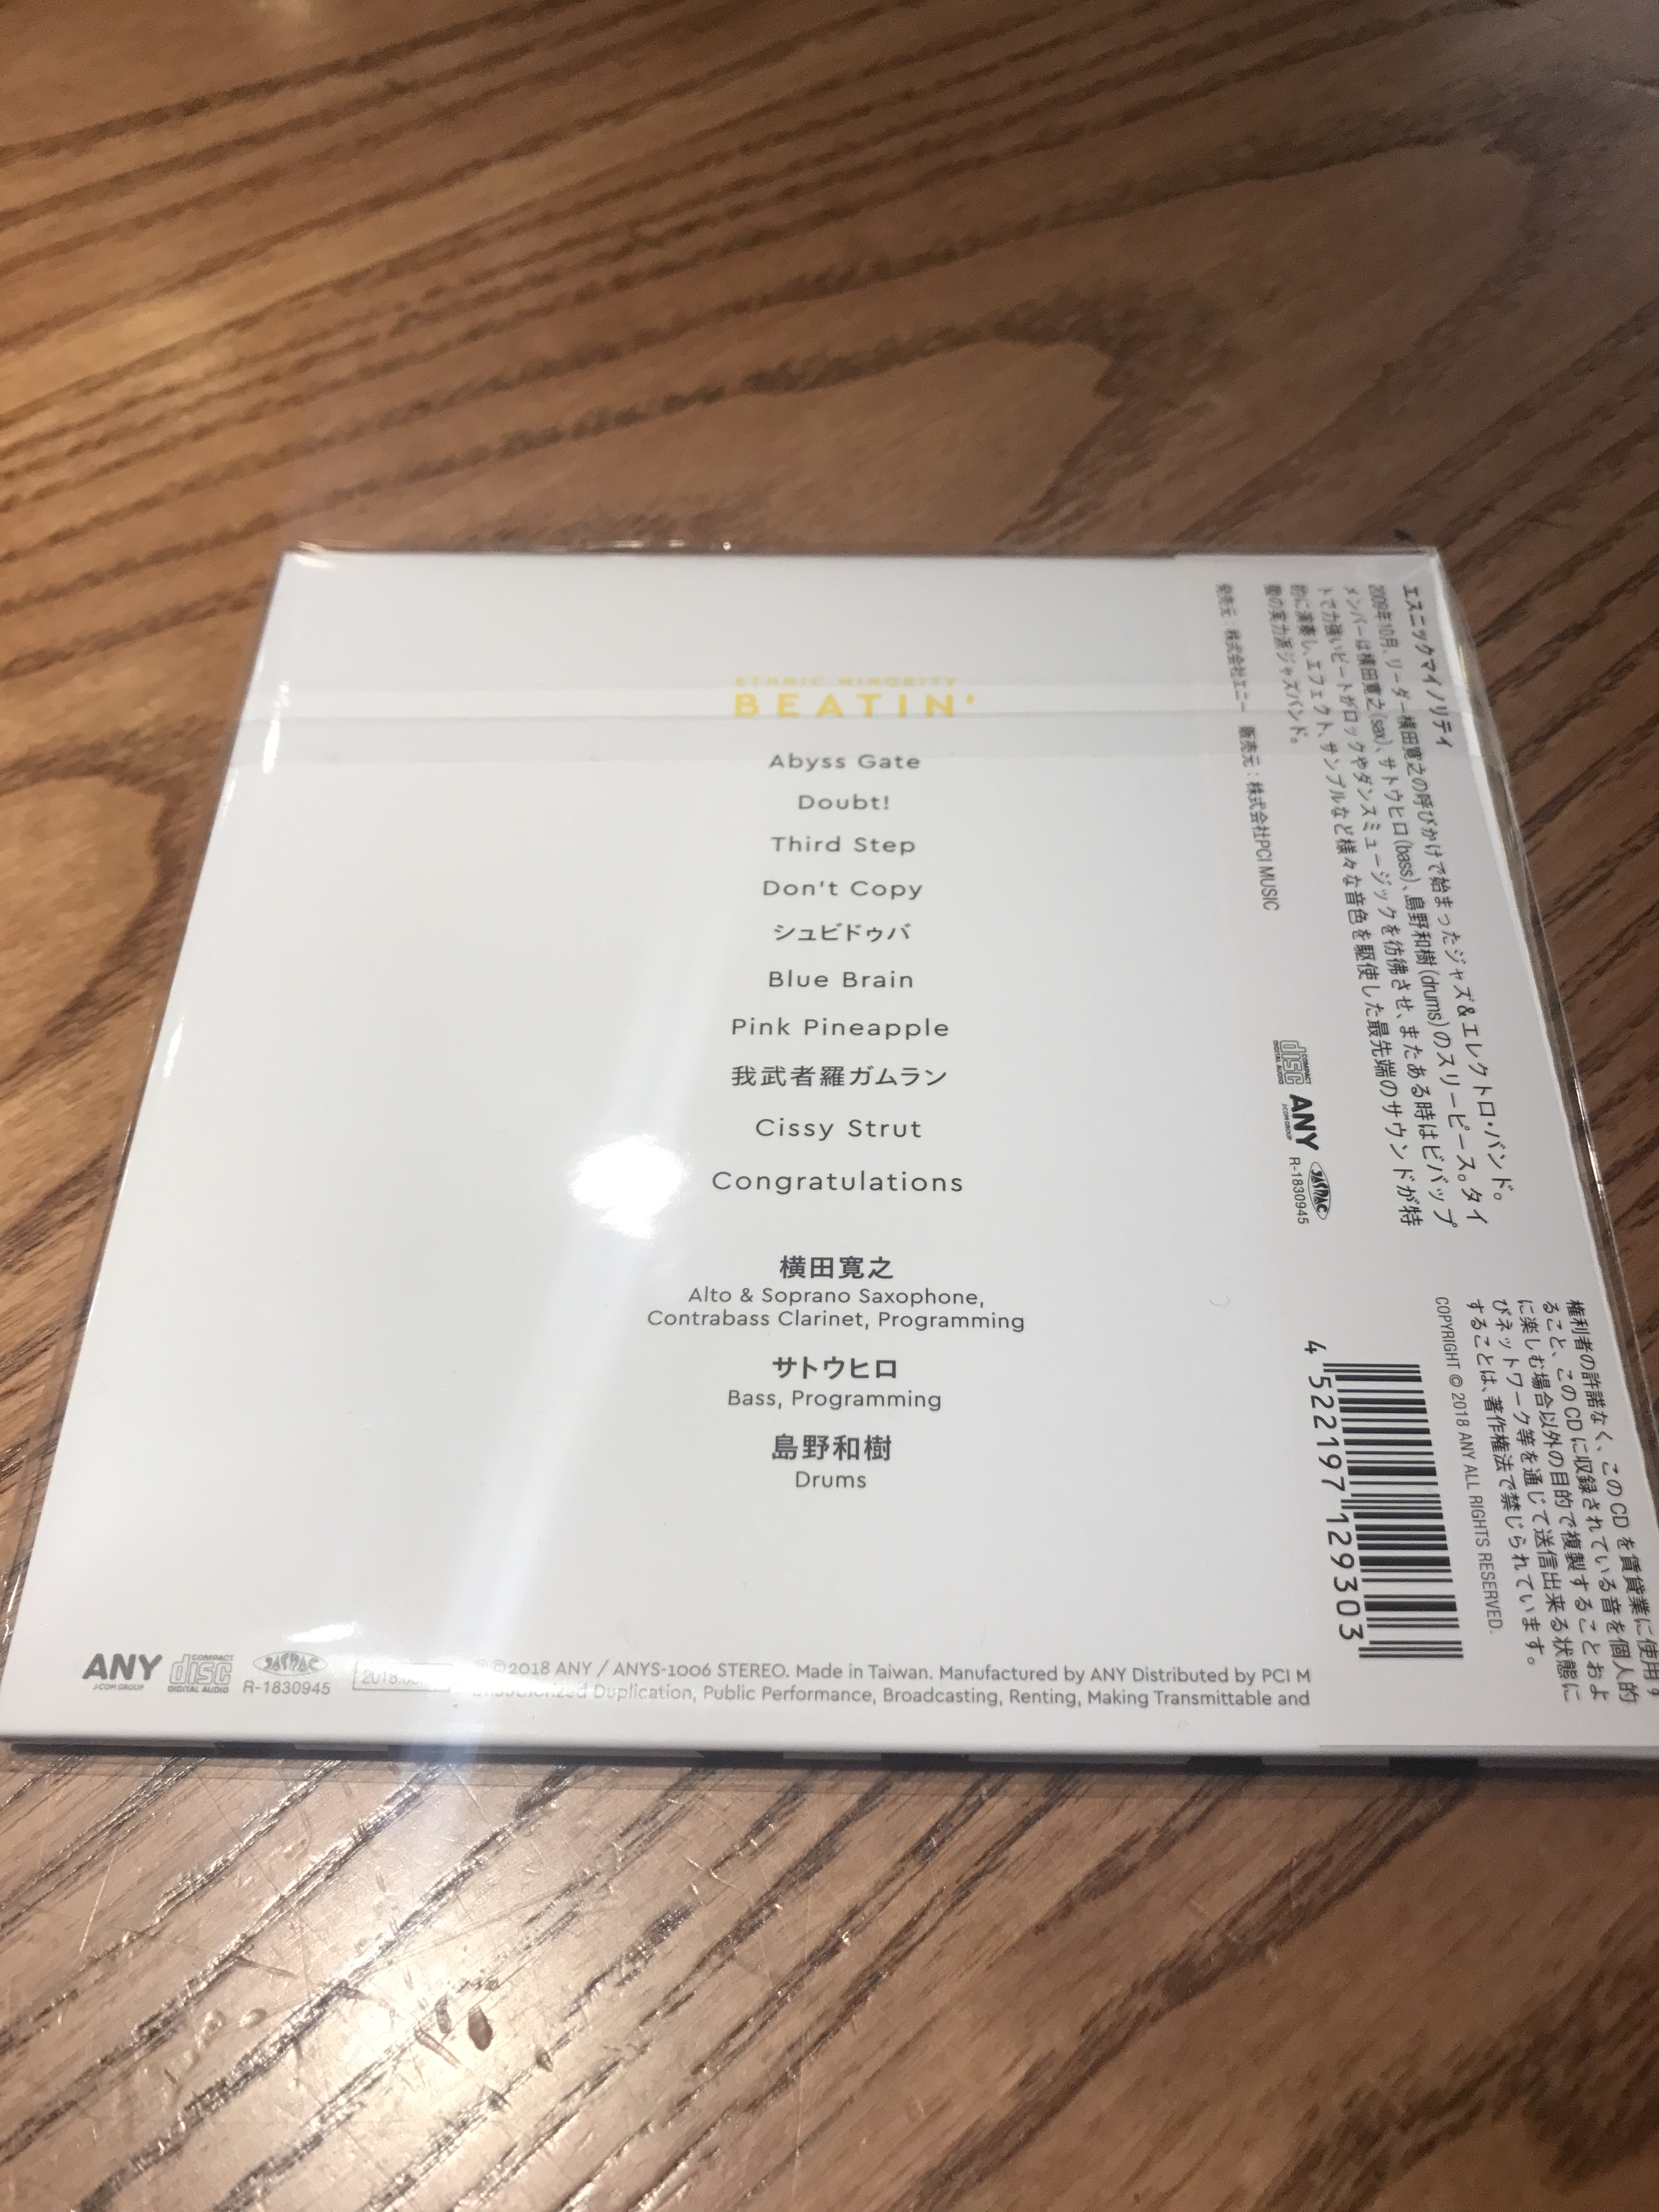 ETHNIC MINORITY
BEATIN'
Abyss Gate
Doubt!
Third Step
Don't Copy
シュビドゥバ
Blue Brain
Pink Pineapple
我武者羅ガムラン
Cissy Strut
Congratulations
横田寛之
Alto & Soprano Saxophone,
Contrabass Clarinet, Programming
サトウヒロ
Bass, Programming
島野和樹
Drums
ANY
J:COM GROUP
COMPACT
disc
DIGITAL AUDIO
JASRAC
R-1830945
2018.
©2018 ANY / ANYS-1006 STEREO. Made in Taiwan. Manufactured by ANY Distributed by PCI M
Duplication, Public Performance, Broadcasting, Renting, Making Transmittable and
エスニックマイノリティ
2009年10月、リーダー横田寛之の呼びかけで始まったジャズ&エレクトロ・バンド。
メンバーは横田寛之(sax)、サトウヒロ(bass)、島野和樹(drums)のスリーピース。タイ
トで力強いビートがロックやダンスミュージックを彷彿させ、またある時はビバップ
的に演奏し、エフェクト、サンプルなど様々な音色を駆使した最先端のサウンドが特
徴の実力派ジャズバンド。
発売元:株式会社エニー 販売元:株式会社PCI MUSIC
COMPACT
disc
DIGITAL AUDIO
ANY
J:COM GROUP
JASRAC
R-1830945
権利者の許諾なく、このCDを賃貸業に使用す
ること、このCDに収録されている音を個人的
に楽しむ場合以外の目的で複製することおよ
びネットワーク等を通じて送信出来る状態に
することは、著作権法で禁じられています。
COPYRIGHT © 2018 ANY ALL RIGHTS RESERVED.
4 522197 129303